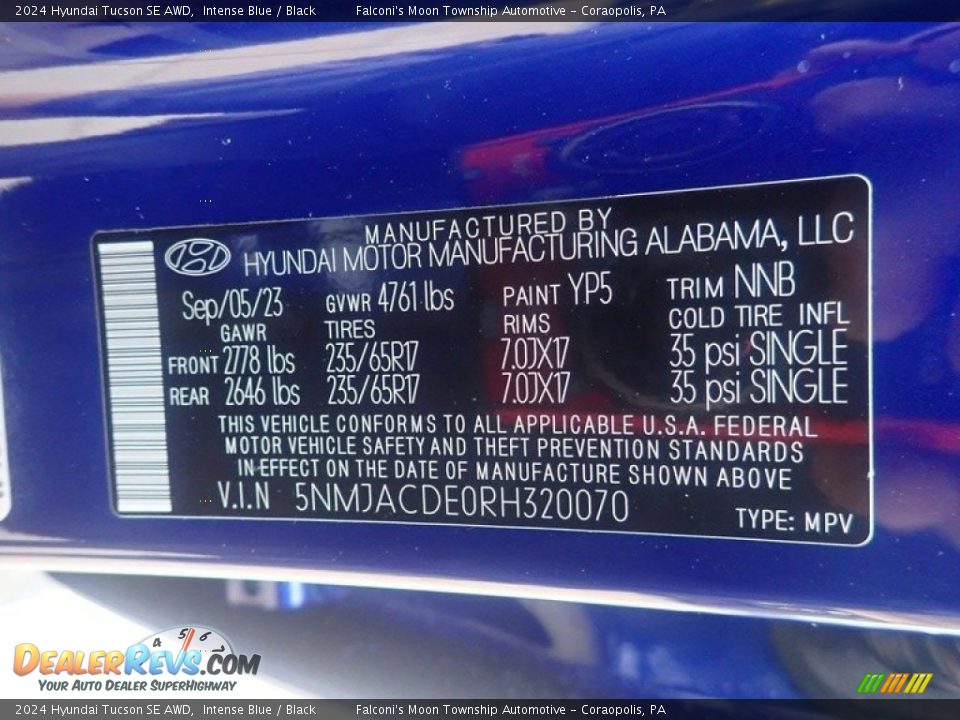 2024 Hyundai Tucson SE AWD, Intense Blue / Black Falconi's Moon Township Automotive - Coraopolis, PA
MANUFACTURED BY
HYUNDAI MOTOR MANUFACTURING ALABAMA, LLC
Sep/05/23 GVWR 4761 lbs PAINT YP5 TRIM NNB
GAWR TIRES RIMS COLD TIRE INFL
FRONT 2778 lbs 235/65R17 7.0JX17 35 psi SINGLE
REAR 2646 lbs 235/65R17 7.0JX17 35 psi SINGLE
THIS VEHICLE CONFORMS TO ALL APPLICABLE U.S.A. FEDERAL
MOTOR VEHICLE SAFETY AND THEFT PREVENTION STANDARDS
IN EFFECT ON THE DATE OF MANUFACTURE SHOWN ABOVE
V.I.N 5NMJACDE0RH320070
TYPE: MPV
4 5 6
DEALERREVS.COM
YOUR AUTO DEALER SUPERHIGHWAY
2024 Hyundai Tucson SE AWD, Intense Blue / Black Falconi's Moon Township Automotive - Coraopolis, PA